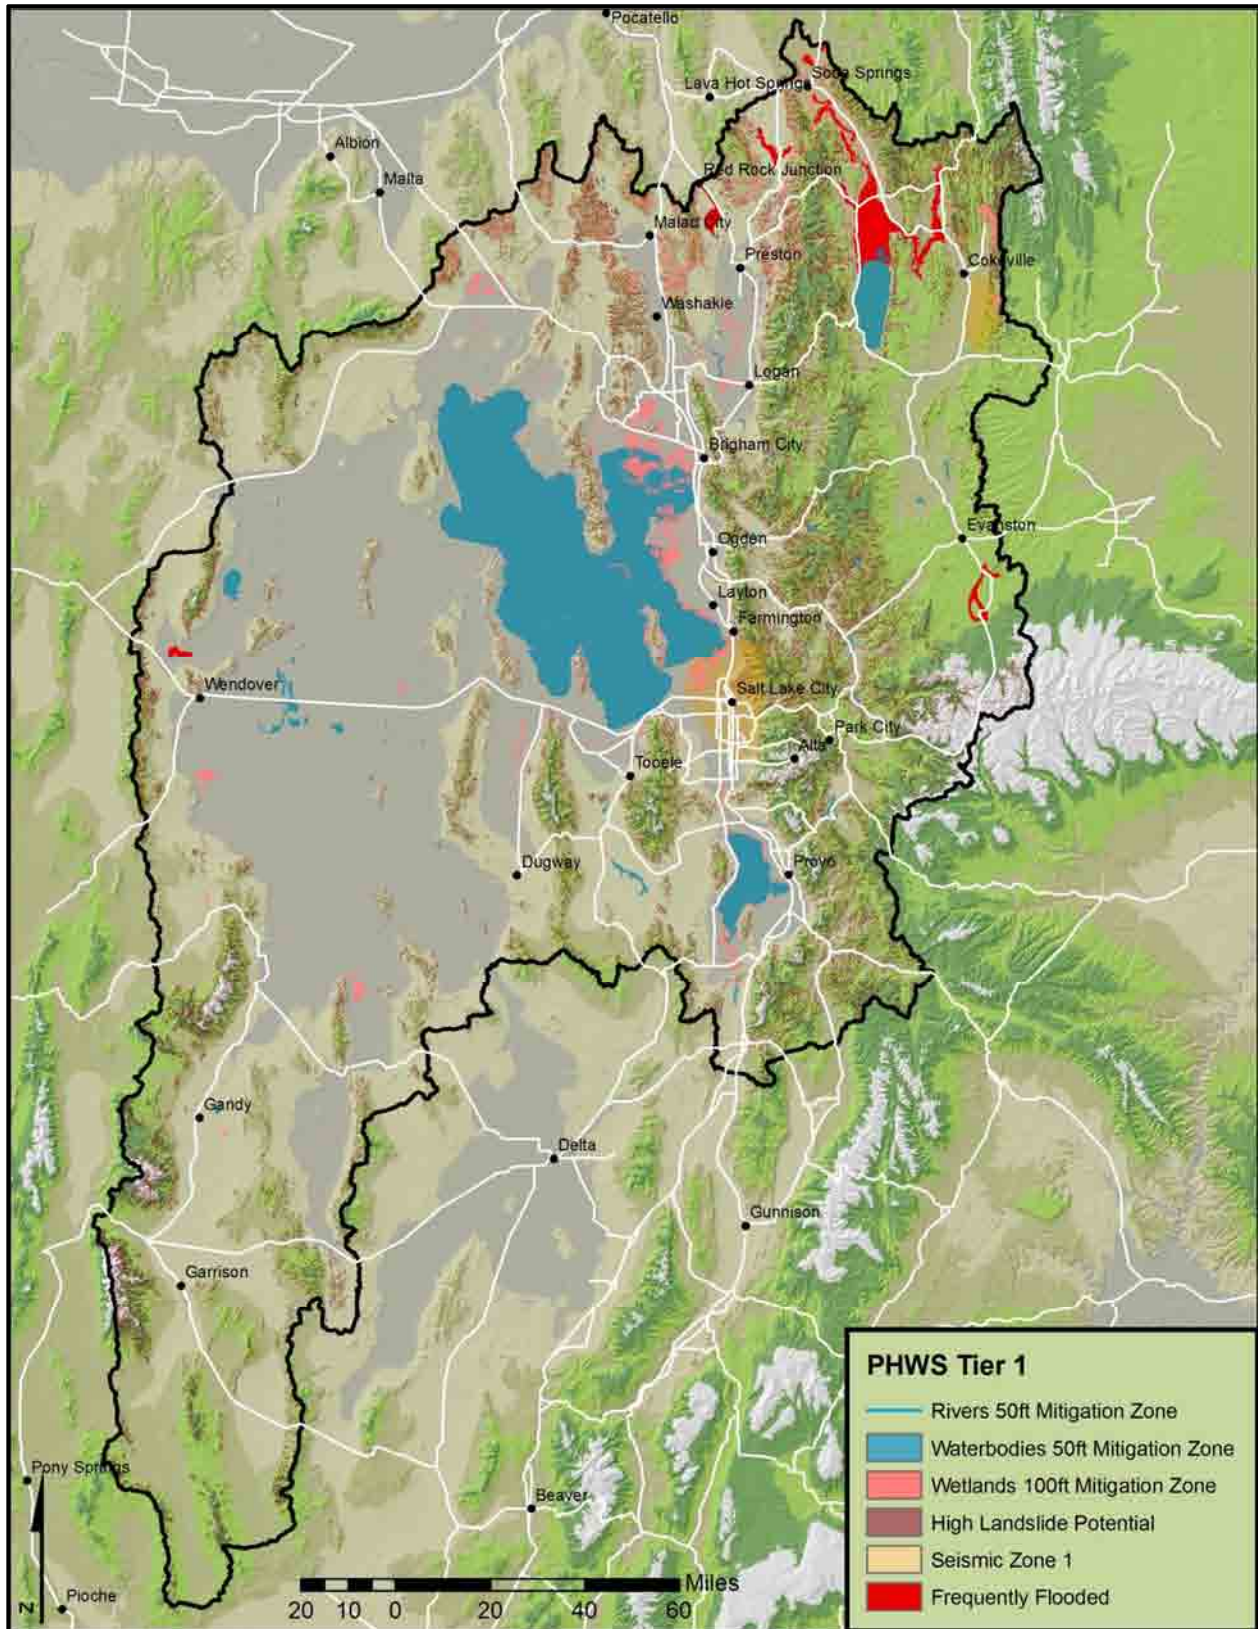 Pocatello
Soda Springs
Lava Hot Springs
Albion
Red Rock Junction
Malta
Malad City
Preston
Cokeville
Washakie
Logan
Brigham City
Evanston
Ogden
Layton
Farmington
Wendover
Salt Lake City
Park City
Alta
Tooele
Dugway
Provo
Gandy
Delta
Gunnison
Garrison
Pony Springs
Beaver
Pioche
N
Miles
20 10 0 20 40 60
PHWS Tier 1
Rivers 50ft Mitigation Zone
Waterbodies 50ft Mitigation Zone
Wetlands 100ft Mitigation Zone
High Landslide Potential
Seismic Zone 1
Frequently Flooded